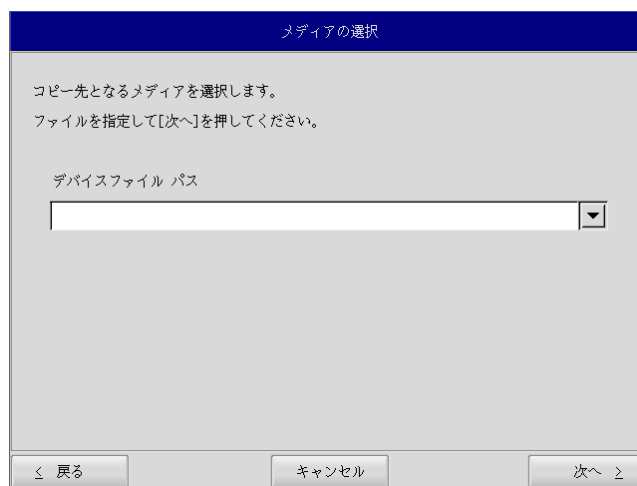 メディアの選択
コピー先となるメディアを選択します。
ファイルを指定して[次へ]を押してください。
デバイスファイル パス
< 戻る
キャンセル
次へ >